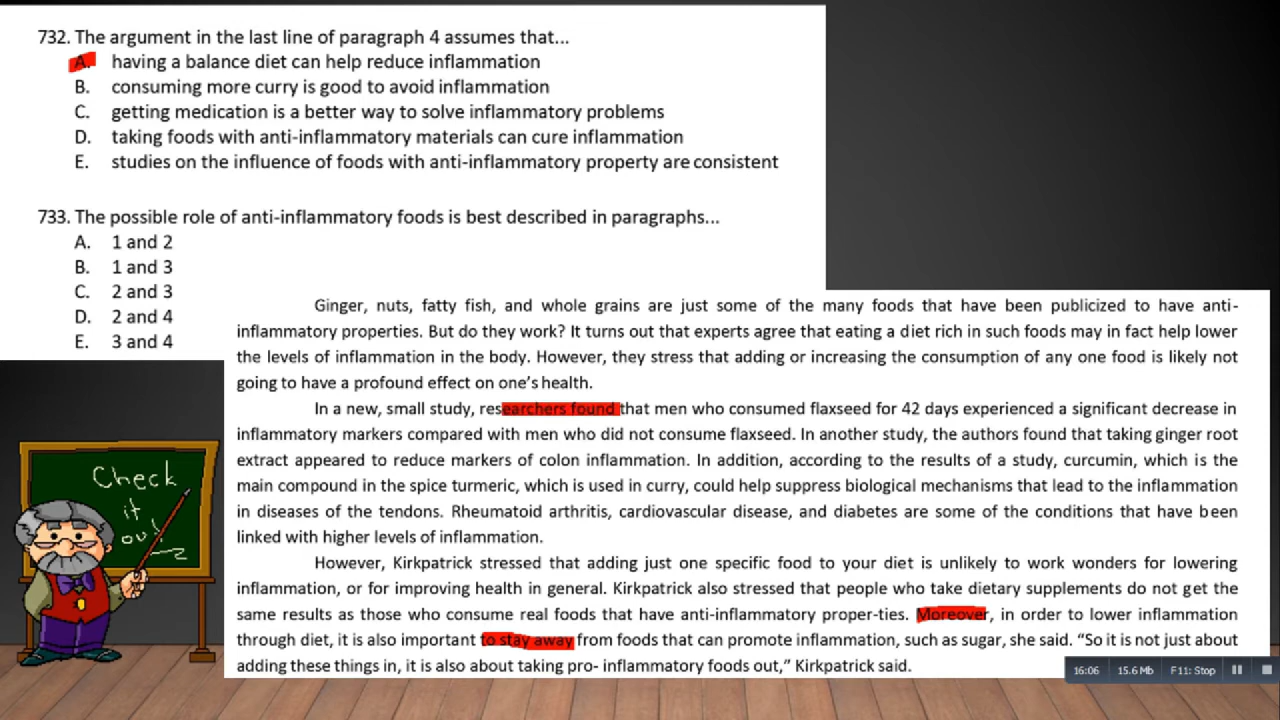 732. The argument in the last line of paragraph 4 assumes that...
A. having a balance diet can help reduce inflammation
B. consuming more curry is good to avoid inflammation
C. getting medication is a better way to solve inflammatory problems
D. taking foods with anti-inflammatory materials can cure inflammation
E. studies on the influence of foods with anti-inflammatory property are consistent
733. The possible role of anti-inflammatory foods is best described in paragraphs...
A. 1 and 2
B. 1 and 3
C. 2 and 3
D. 2 and 4
E. 3 and 4
Ginger, nuts, fatty fish, and whole grains are just some of the many foods that have been publicized to have anti-
inflammatory properties. But do they work? It turns out that experts agree that eating a diet rich in such foods may in fact help lower
the levels of inflammation in the body. However, they stress that adding or increasing the consumption of any one food is likely not
going to have a profound effect on one's health.
In a new, small study, researchers found that men who consumed flaxseed for 42 days experienced a significant decrease in
inflammatory markers compared with men who did not consume flaxseed. In another study, the authors found that taking ginger root
extract appeared to reduce markers of colon inflammation. In addition, according to the results of a study, curcumin, which is the
main compound in the spice turmeric, which is used in curry, could help suppress biological mechanisms that lead to the inflammation
in diseases of the tendons. Rheumatoid arthritis, cardiovascular disease, and diabetes are some of the conditions that have been
linked with higher levels of inflammation.
However, Kirkpatrick stressed that adding just one specific food to your diet is unlikely to work wonders for lowering
inflammation, or for improving health in general. Kirkpatrick also stressed that people who take dietary supplements do not get the
same results as those who consume real foods that have anti-inflammatory proper-ties. Moreover, in order to lower inflammation
through diet, it is also important to stay away from foods that can promote inflammation, such as sugar, she said. "So it is not just about
adding these things in, it is also about taking pro- inflammatory foods out," Kirkpatrick said.
Check
it
out!
16:06 15.6 Mb F11: Stop